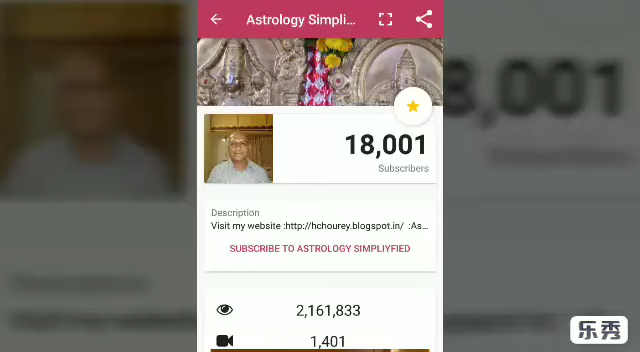 Astrology Simpli...
18,001
Subscribers
Description
Visit my website :http://hchourey.blogspot.in/ :As...
SUBSCRIBE TO ASTROLOGY SIMPLIYFIED
2,161,833
1,401
乐秀